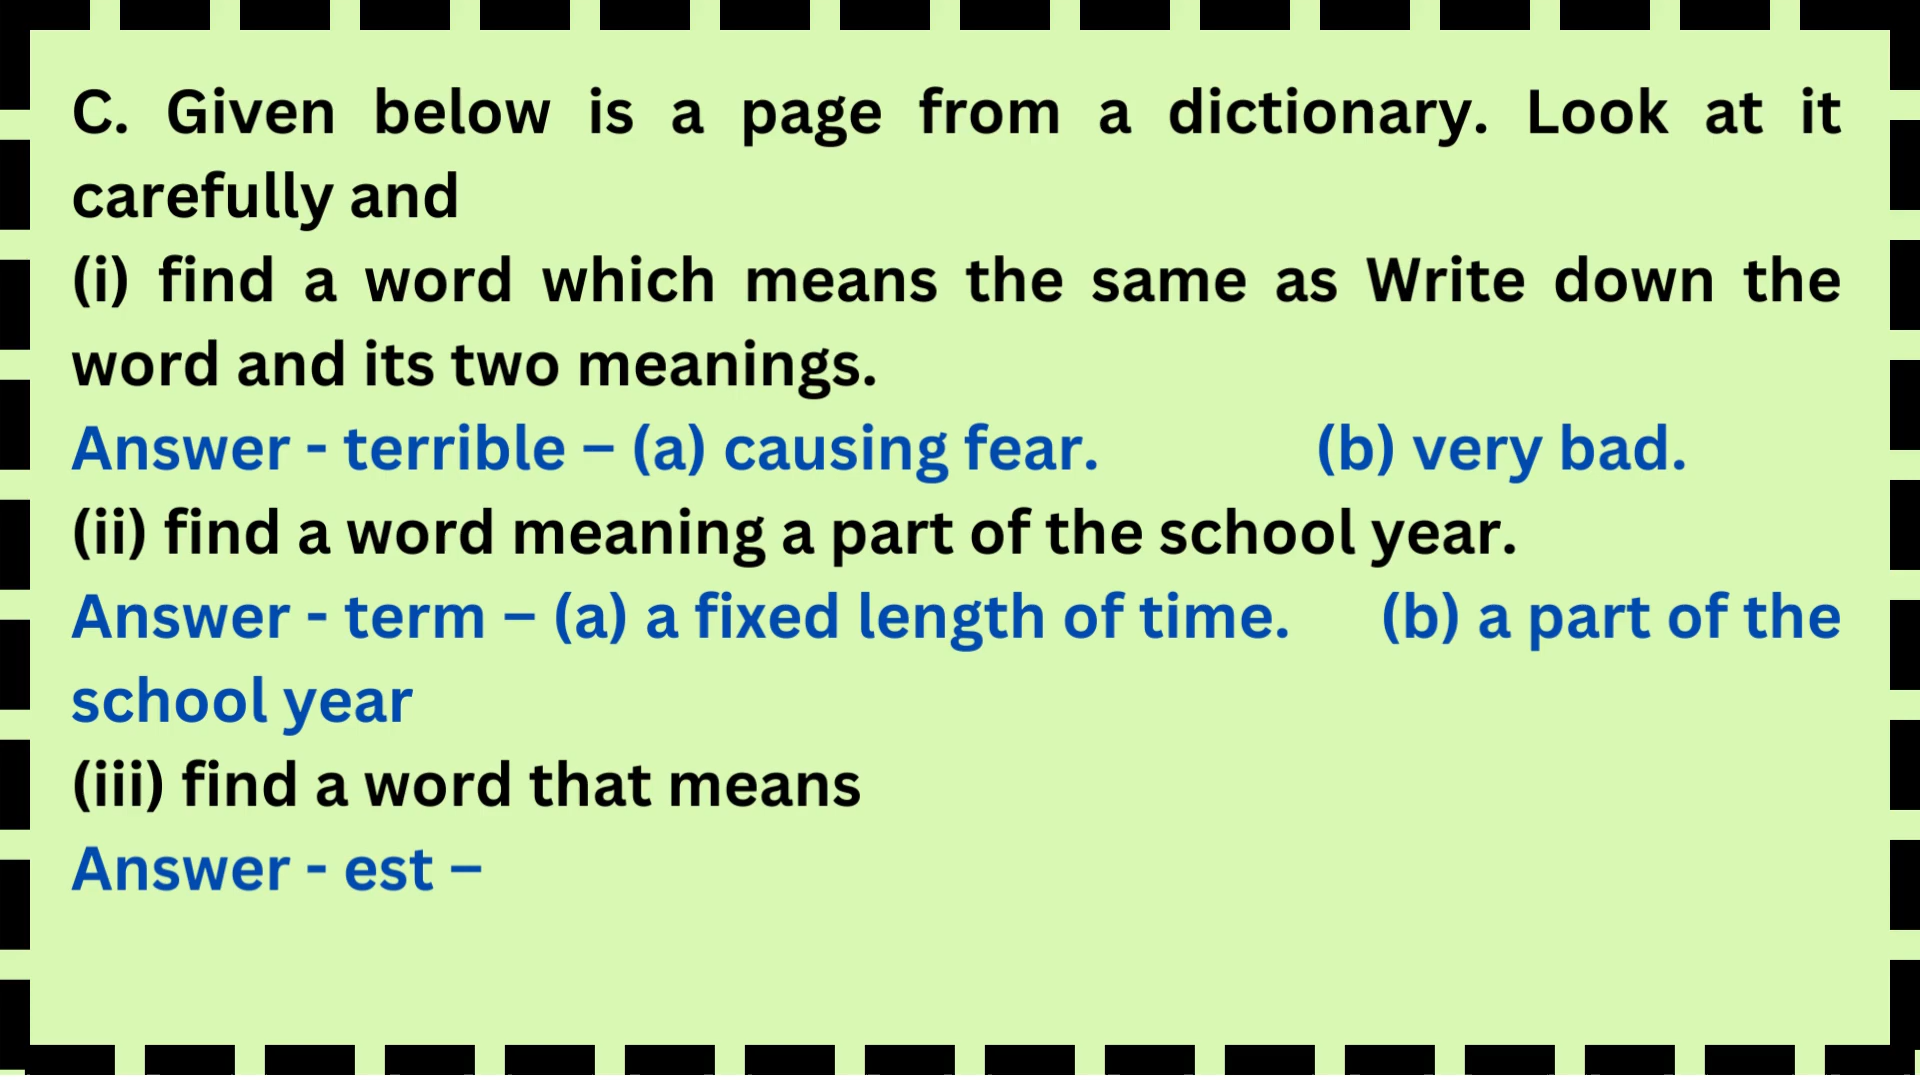 C. Given below is a page from a dictionary. Look at it
carefully and
(i) find a word which means the same as Write down the
word and its two meanings.
Answer - terrible – (a) causing fear. (b) very bad.
(ii) find a word meaning a part of the school year.
Answer - term – (a) a fixed length of time. (b) a part of the
school year
(iii) find a word that means
Answer - est –